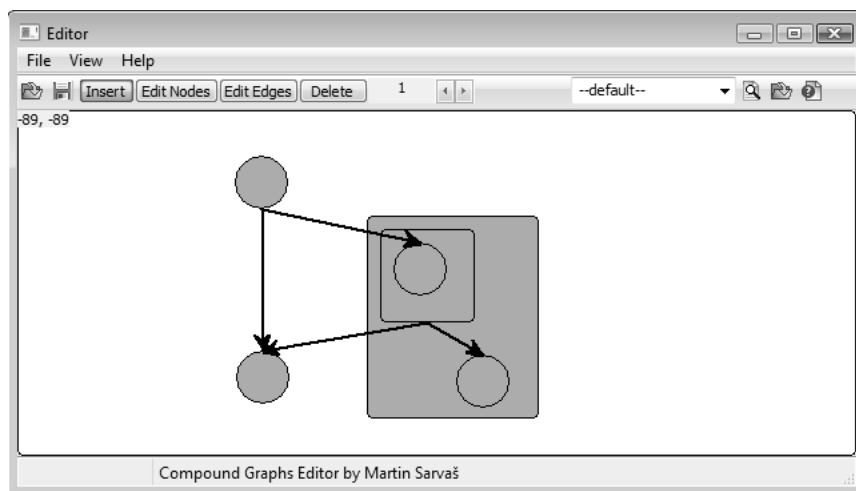 Editor
File View Help
Insert Edit Nodes Edit Edges Delete 1 --default--
-89, -89
Compound Graphs Editor by Martin Sarvaš